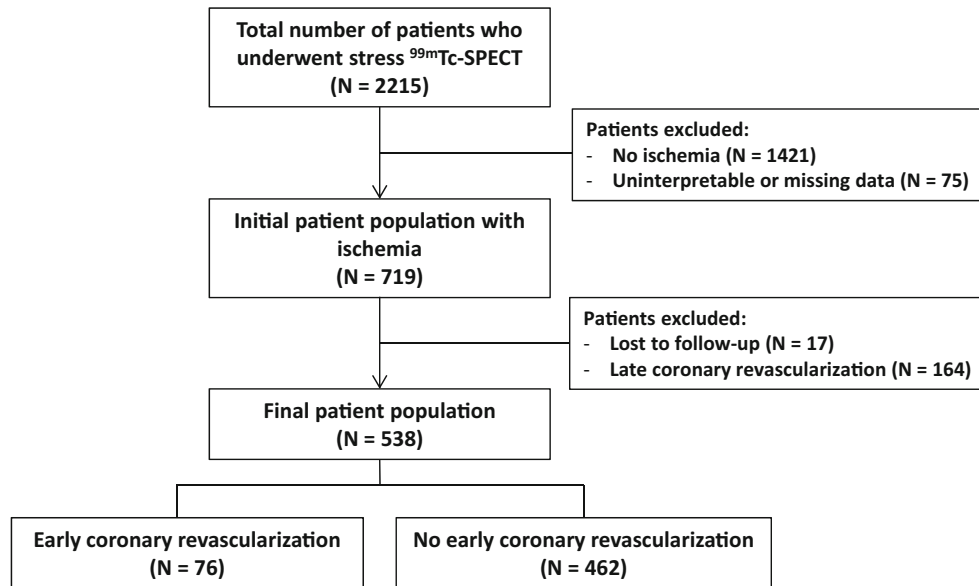 Total number of patients who
underwent stress ⁹⁹ᵐTc-SPECT
(N = 2215)
Patients excluded:
- No ischemia (N = 1421)
- Uninterpretable or missing data (N = 75)
Initial patient population with
ischemia
(N = 719)
Patients excluded:
- Lost to follow-up (N = 17)
- Late coronary revascularization (N = 164)
Final patient population
(N = 538)
Early coronary revascularization
(N = 76)
No early coronary revascularization
(N = 462)